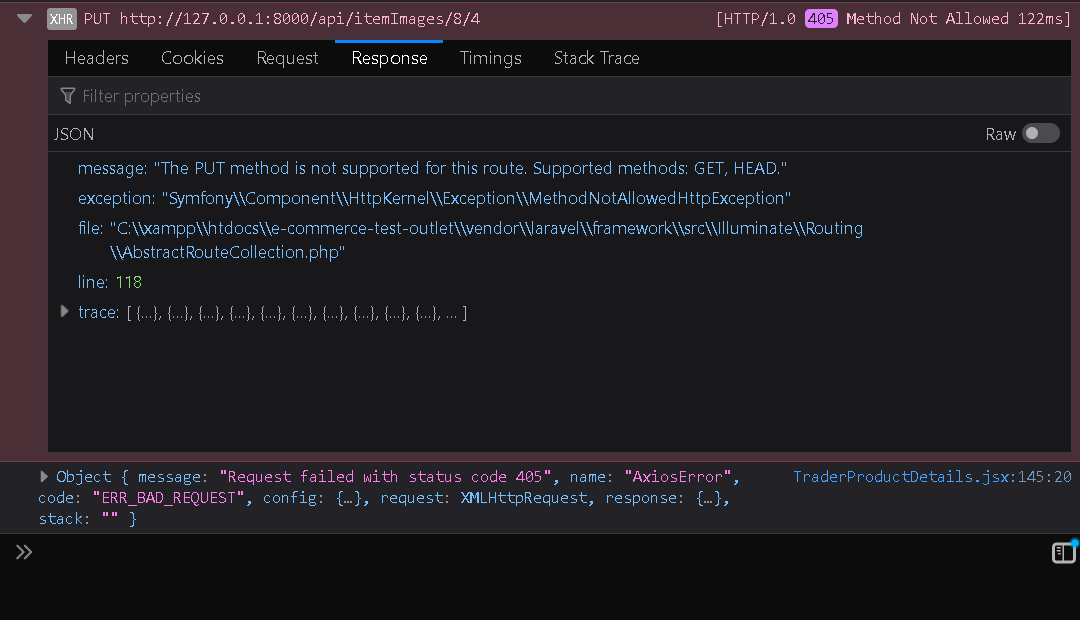 XHR PUT http://127.0.0.1:8000/api/itemImages/8/4 [HTTP/1.0 405 Method Not Allowed 122ms]
Headers Cookies Request Response Timings Stack Trace
Filter properties
JSON Raw
message: "The PUT method is not supported for this route. Supported methods: GET, HEAD."
exception: "Symfony\\Component\\HttpKernel\\Exception\\MethodNotAllowedHttpException"
file: "C:\\xampp\\htdocs\\e-commerce-test-outlet\\vendor\\laravel\\framework\\src\\Illuminate\\Routing
\\AbstractRouteCollection.php"
line: 118
trace: [ {…}, {…}, {…}, {…}, {…}, {…}, {…}, {…}, {…}, {…}, … ]
Object { message: "Request failed with status code 405", name: "AxiosError", TraderProductDetails.jsx:145:20
code: "ERR_BAD_REQUEST", config: {…}, request: XMLHttpRequest, response: {…},
stack: "" }